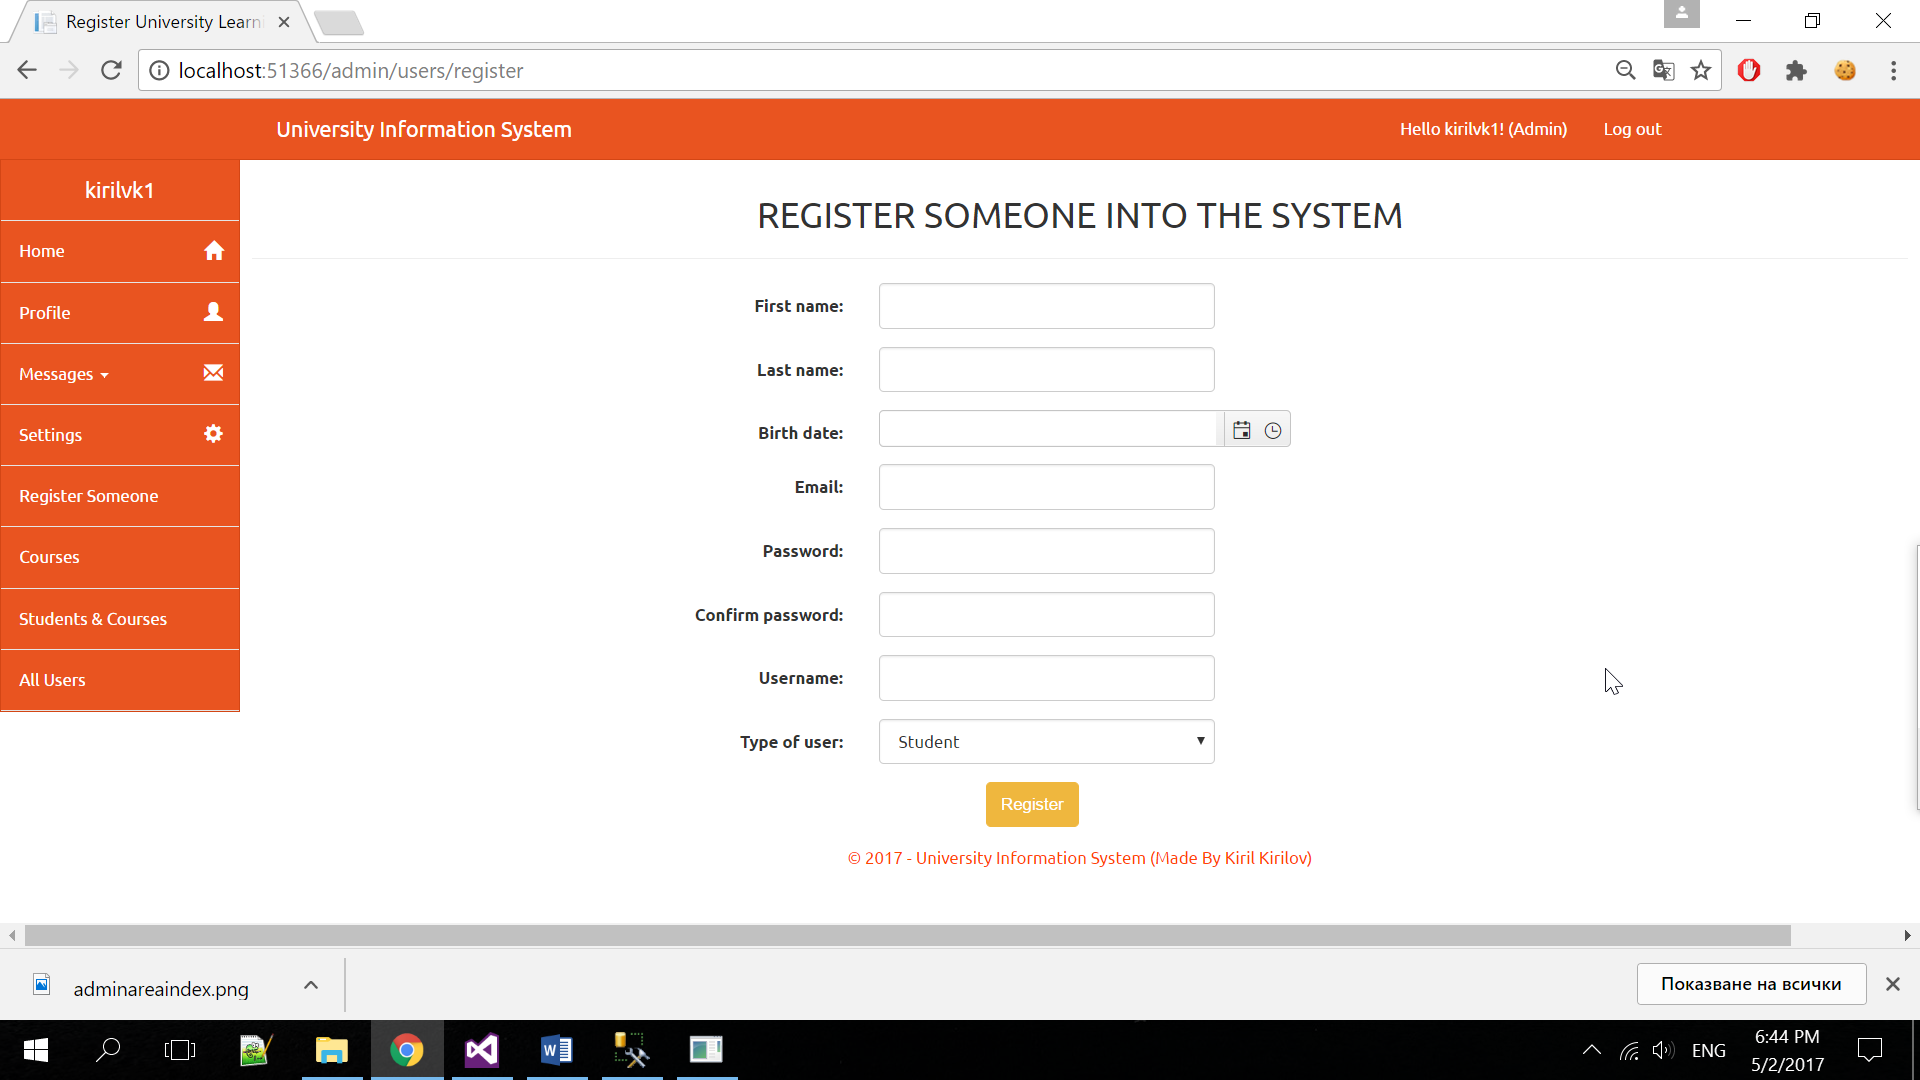 Register University Learn
localhost:51366/admin/users/register
University Information System
Hello kirilvk1! (Admin)
Log out
kirilvk1
Home
Profile
Messages
Settings
Register Someone
Courses
Students & Courses
All Users
REGISTER SOMEONE INTO THE SYSTEM
First name:
Last name:
Birth date:
Email:
Password:
Confirm password:
Username:
Type of user:
Student
Register
© 2017 - University Information System (Made By Kiril Kirilov)
adminareaindex.png
Показване на всички
ENG
6:44 PM
5/2/2017